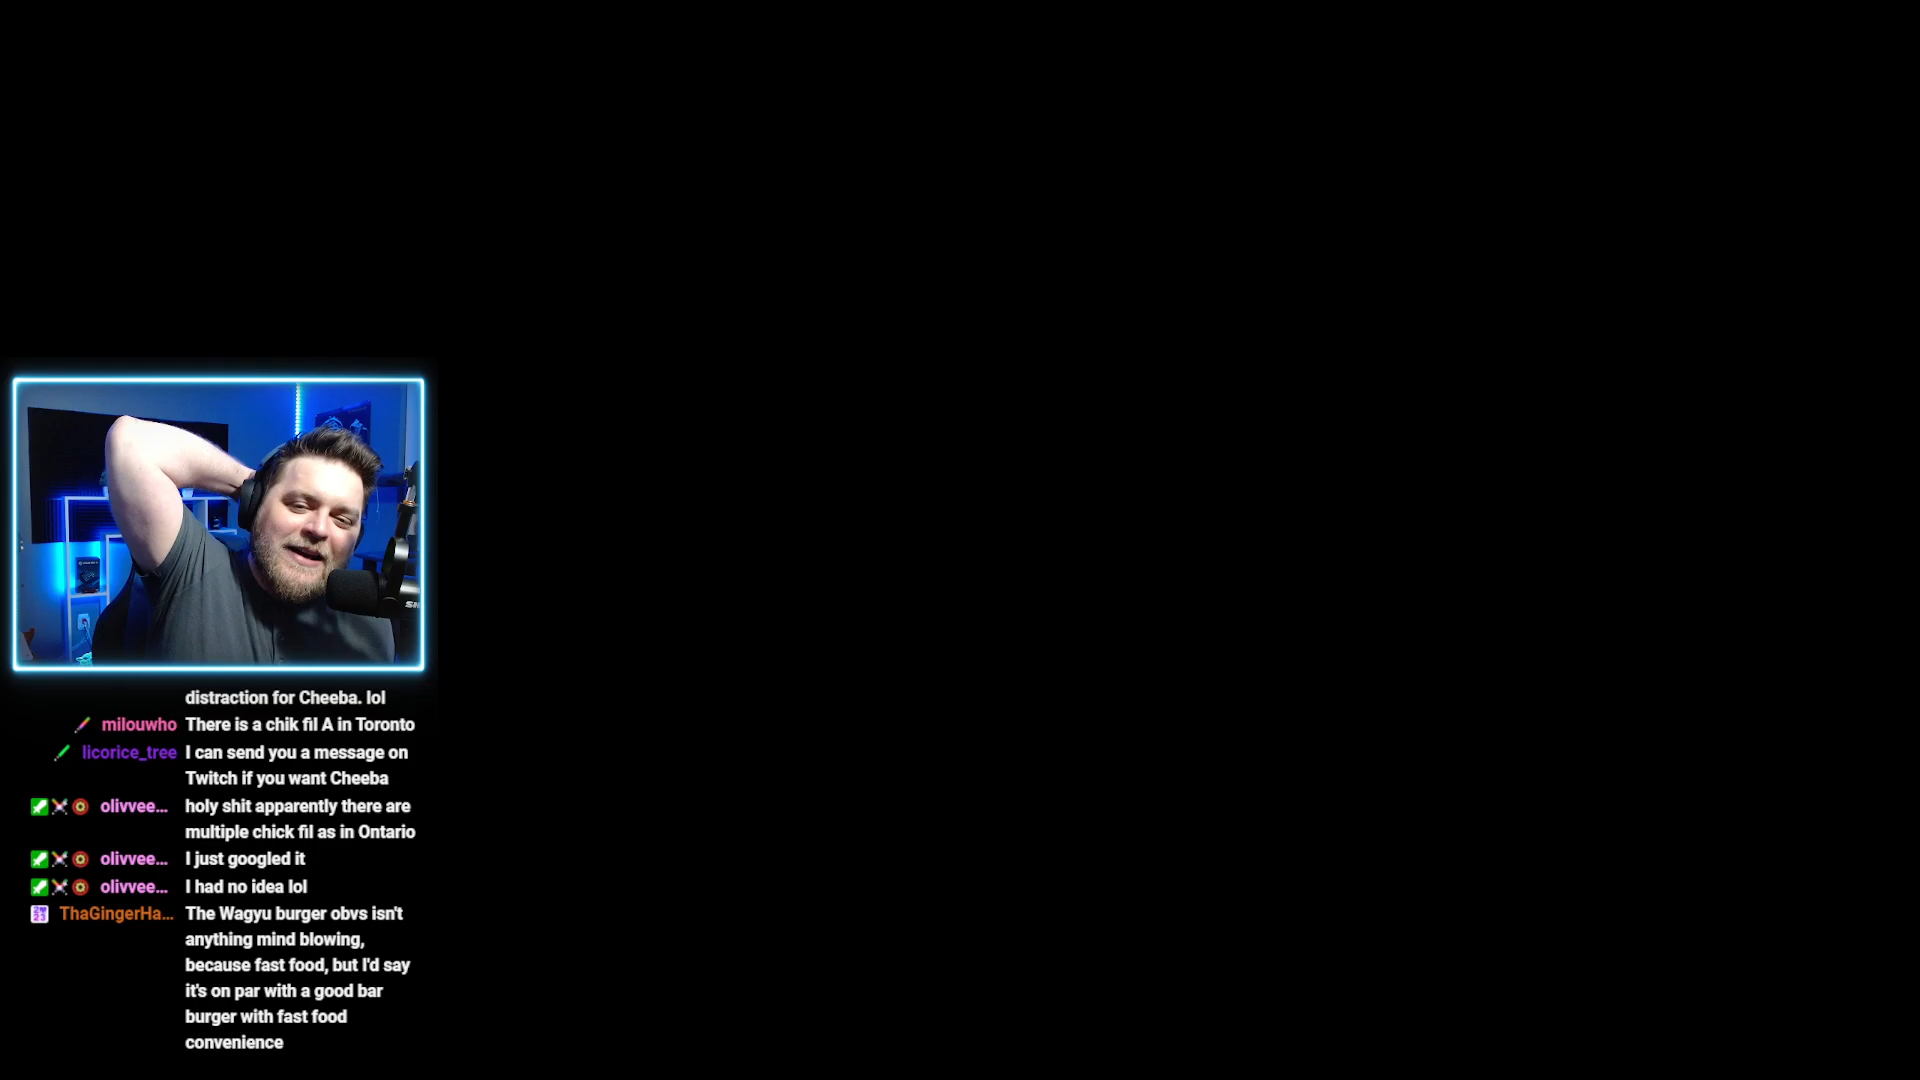 distraction for Cheeba. lol
milouwho There is a chik fil A in Toronto
licorice_tree I can send you a message on
Twitch if you want Cheeba
olivvee... holy shit apparently there are
multiple chick fil as in Ontario
olivvee... I just googled it
olivvee... I had no idea lol
ThaGingerHa... The Wagyu burger obvs isn't
anything mind blowing,
because fast food, but I'd say
it's on par with a good bar
burger with fast food
convenience